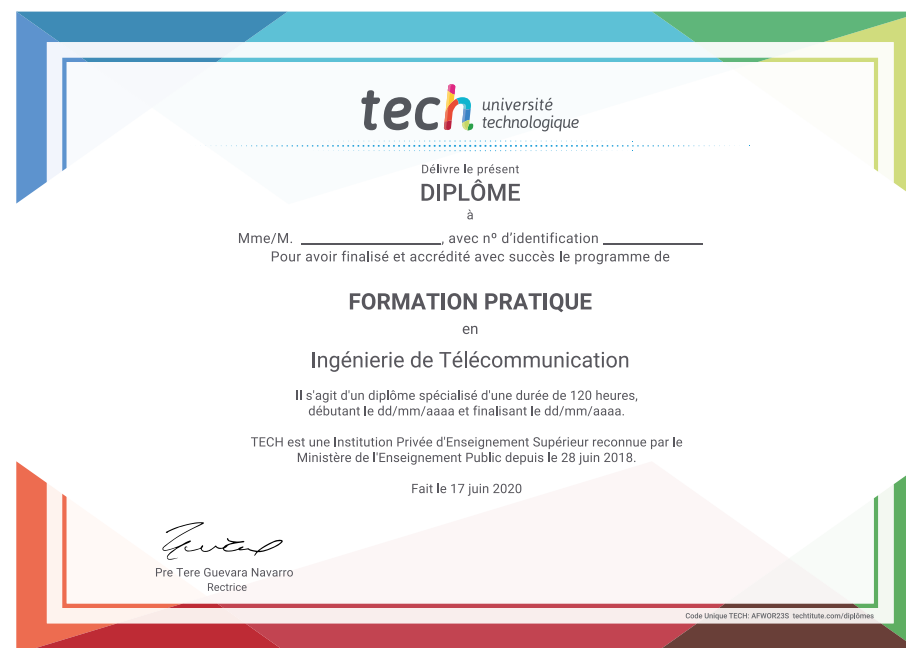 tech université
technologique
Délivre le présent
DIPLÔME
à
Mme/M. ____________________, avec nº d'identification ______________
Pour avoir finalisé et accrédité avec succès le programme de
FORMATION PRATIQUE
en
Ingénierie de Télécommunication
Il s'agit d'un diplôme spécialisé d'une durée de 120 heures,
débutant le dd/mm/aaaa et finalisant le dd/mm/aaaa.
TECH est une Institution Privée d'Enseignement Supérieur reconnue par le
Ministère de l'Enseignement Public depuis le 28 juin 2018.
Fait le 17 juin 2020
Pre Tere Guevara Navarro
Rectrice
Code Unique TECH: AFWOR23S techtitute.com/diplômes